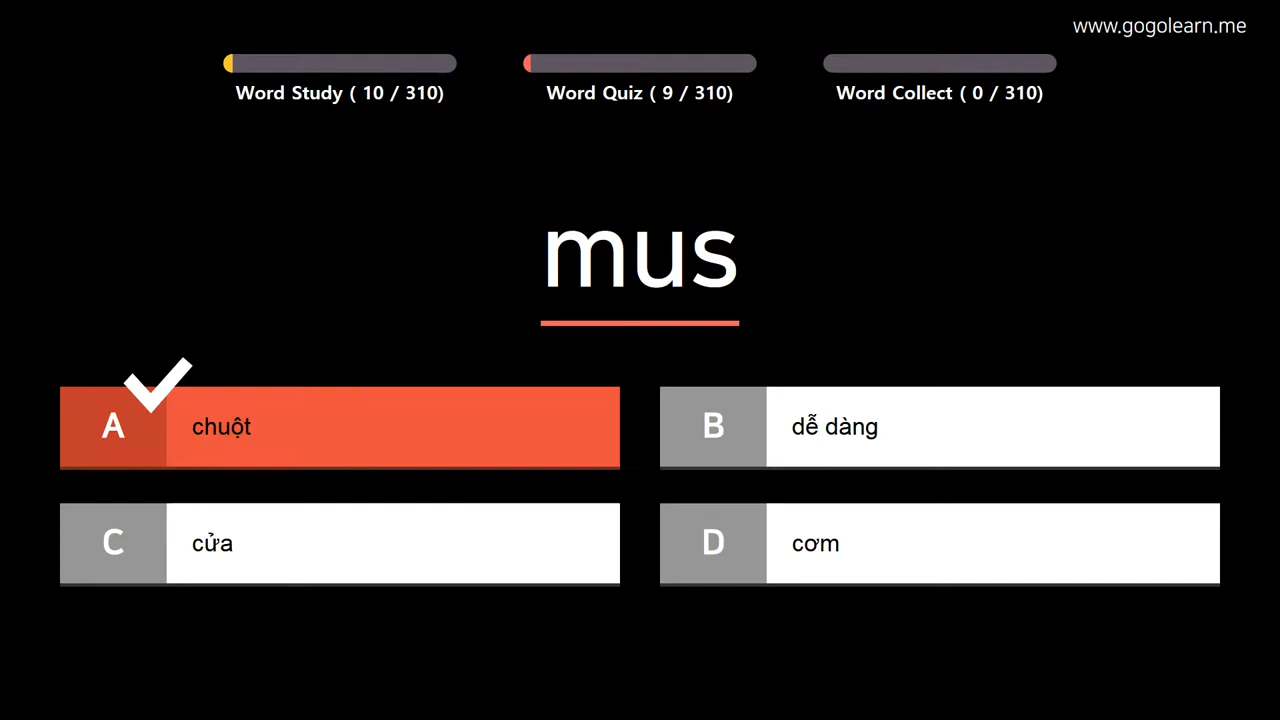 www.gogolearn.me
Word Study ( 10 / 310)
Word Quiz ( 9 / 310)
Word Collect ( 0 / 310)
mus
A chuột
B dễ dàng
C cửa
D cơm